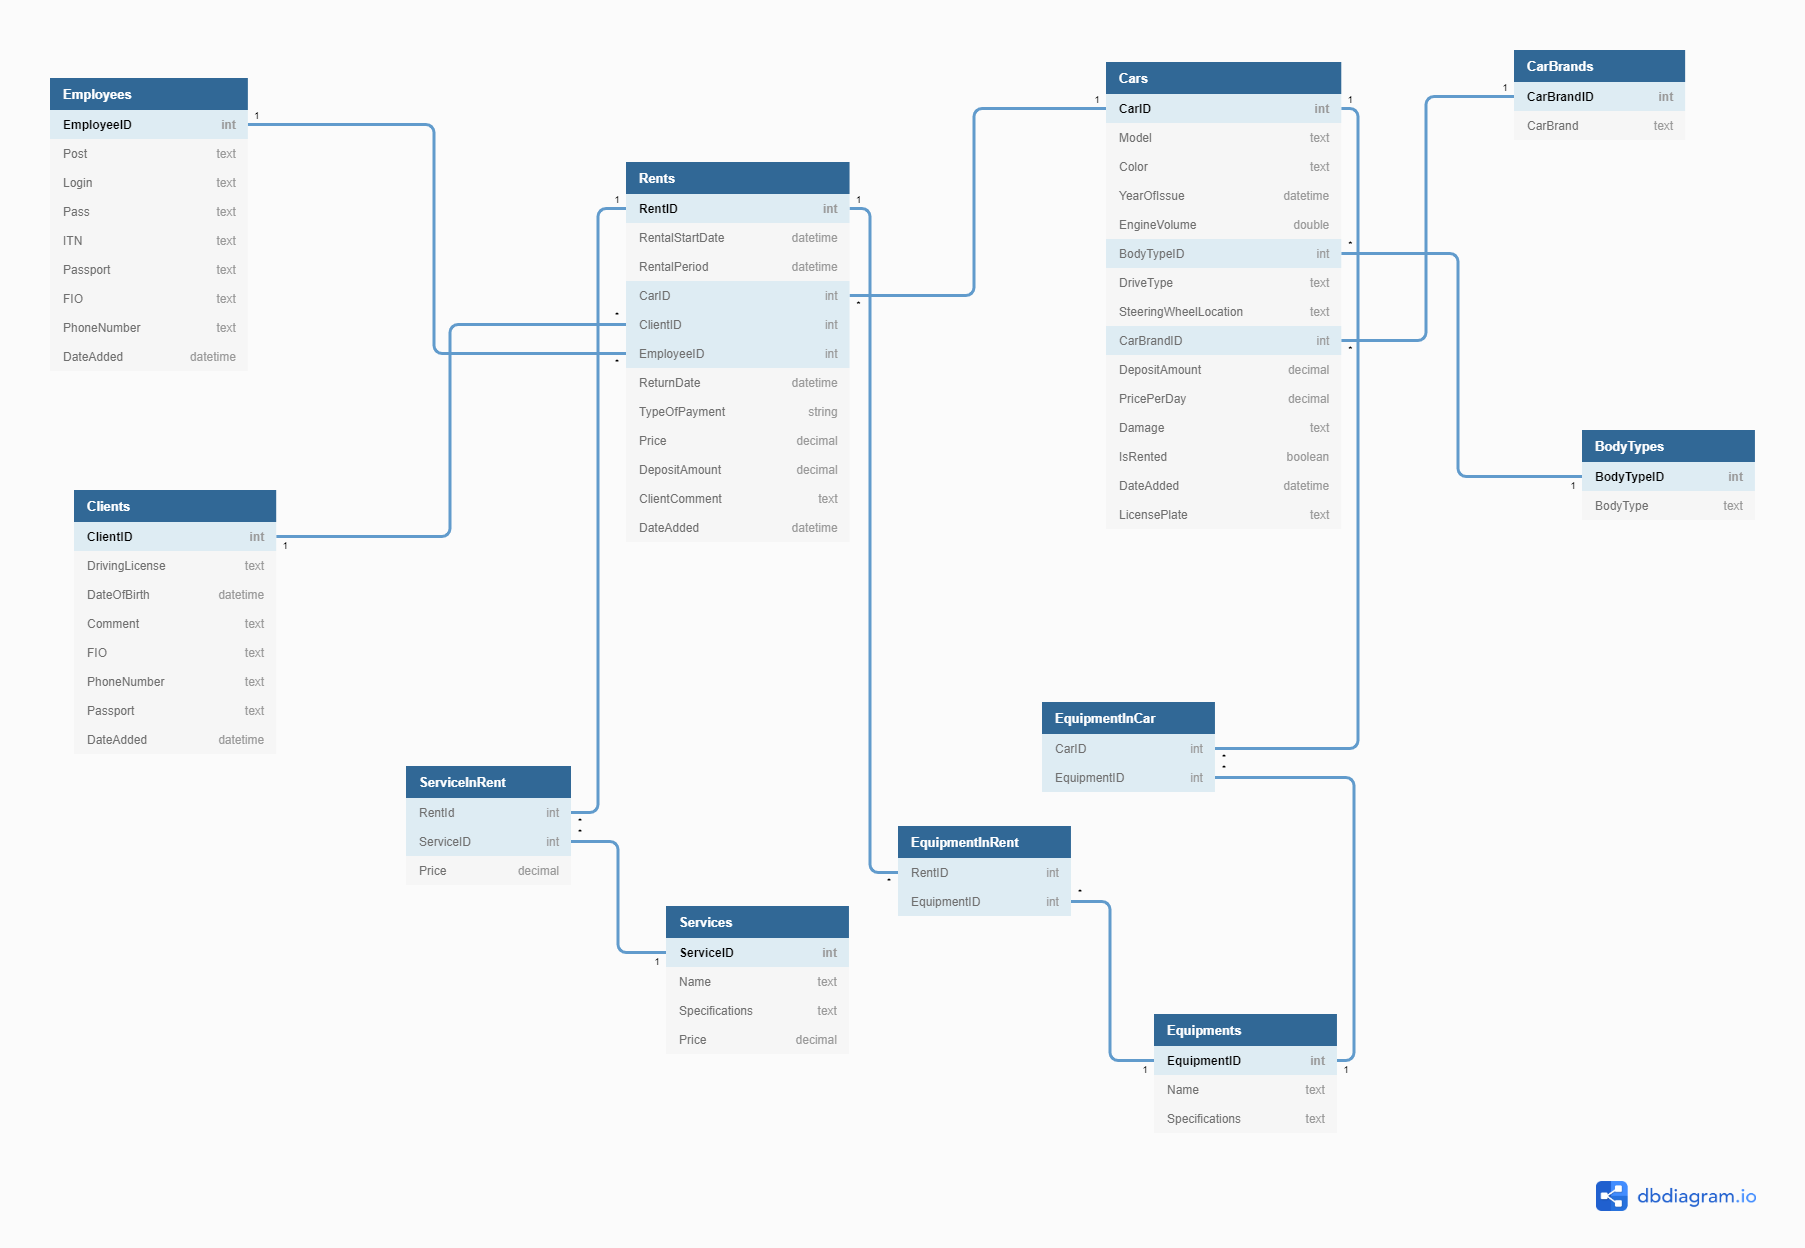 Employees
EmployeeID int
Post text
Login text
Pass text
ITN text
Passport text
FIO text
PhoneNumber text
DateAdded datetime
1
Clients
ClientID int
DrivingLicense text
DateOfBirth datetime
Comment text
FIO text
PhoneNumber text
Passport text
DateAdded datetime
1
Rents
1 RentID int 1
RentalStartDate datetime
RentalPeriod datetime
CarID int *
* ClientID int
* EmployeeID int
ReturnDate datetime
TypeOfPayment string
Price decimal
DepositAmount decimal
ClientComment text
DateAdded datetime
Cars
1 CarID int 1
Model text
Color text
YearOfIssue datetime
EngineVolume double
BodyTypeID int *
DriveType text
SteeringWheelLocation text
CarBrandID int *
DepositAmount decimal
PricePerDay decimal
Damage text
IsRented boolean
DateAdded datetime
LicensePlate text
CarBrands
1 CarBrandID int
CarBrand text
BodyTypes
1 BodyTypeID int
BodyType text
ServiceInRent
RentId int *
ServiceID int *
Price decimal
Services
1 ServiceID int
Name text
Specifications text
Price decimal
EquipmentInCar
CarID int *
EquipmentID int *
EquipmentInRent
* RentID int
EquipmentID int *
Equipments
1 EquipmentID int 1
Name text
Specifications text
dbdiagram.io